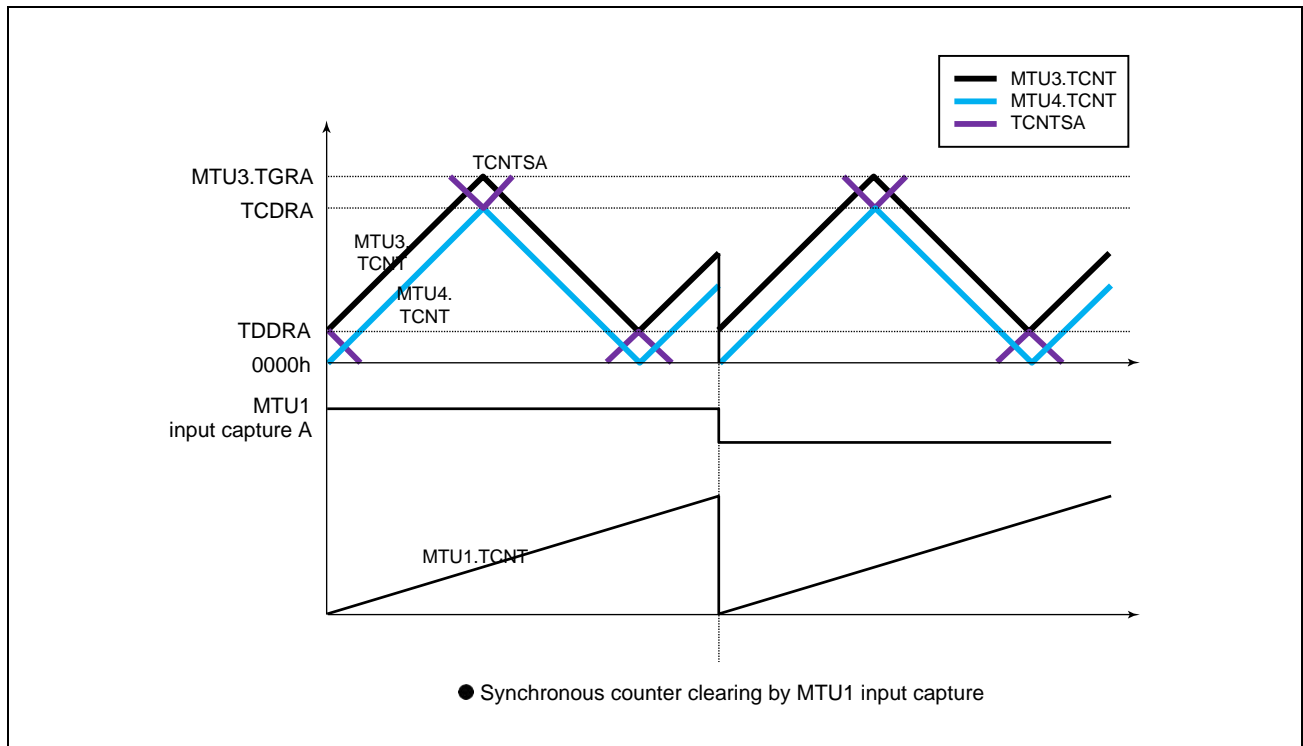 MTU3.TCNT
MTU4.TCNT
TCNTSA
TCNTSA
MTU3.TGRA
TCDRA
MTU3.
TCNT
MTU4.
TCNT
TDDRA
0000h
MTU1
input capture A
MTU1.TCNT
● Synchronous counter clearing by MTU1 input capture